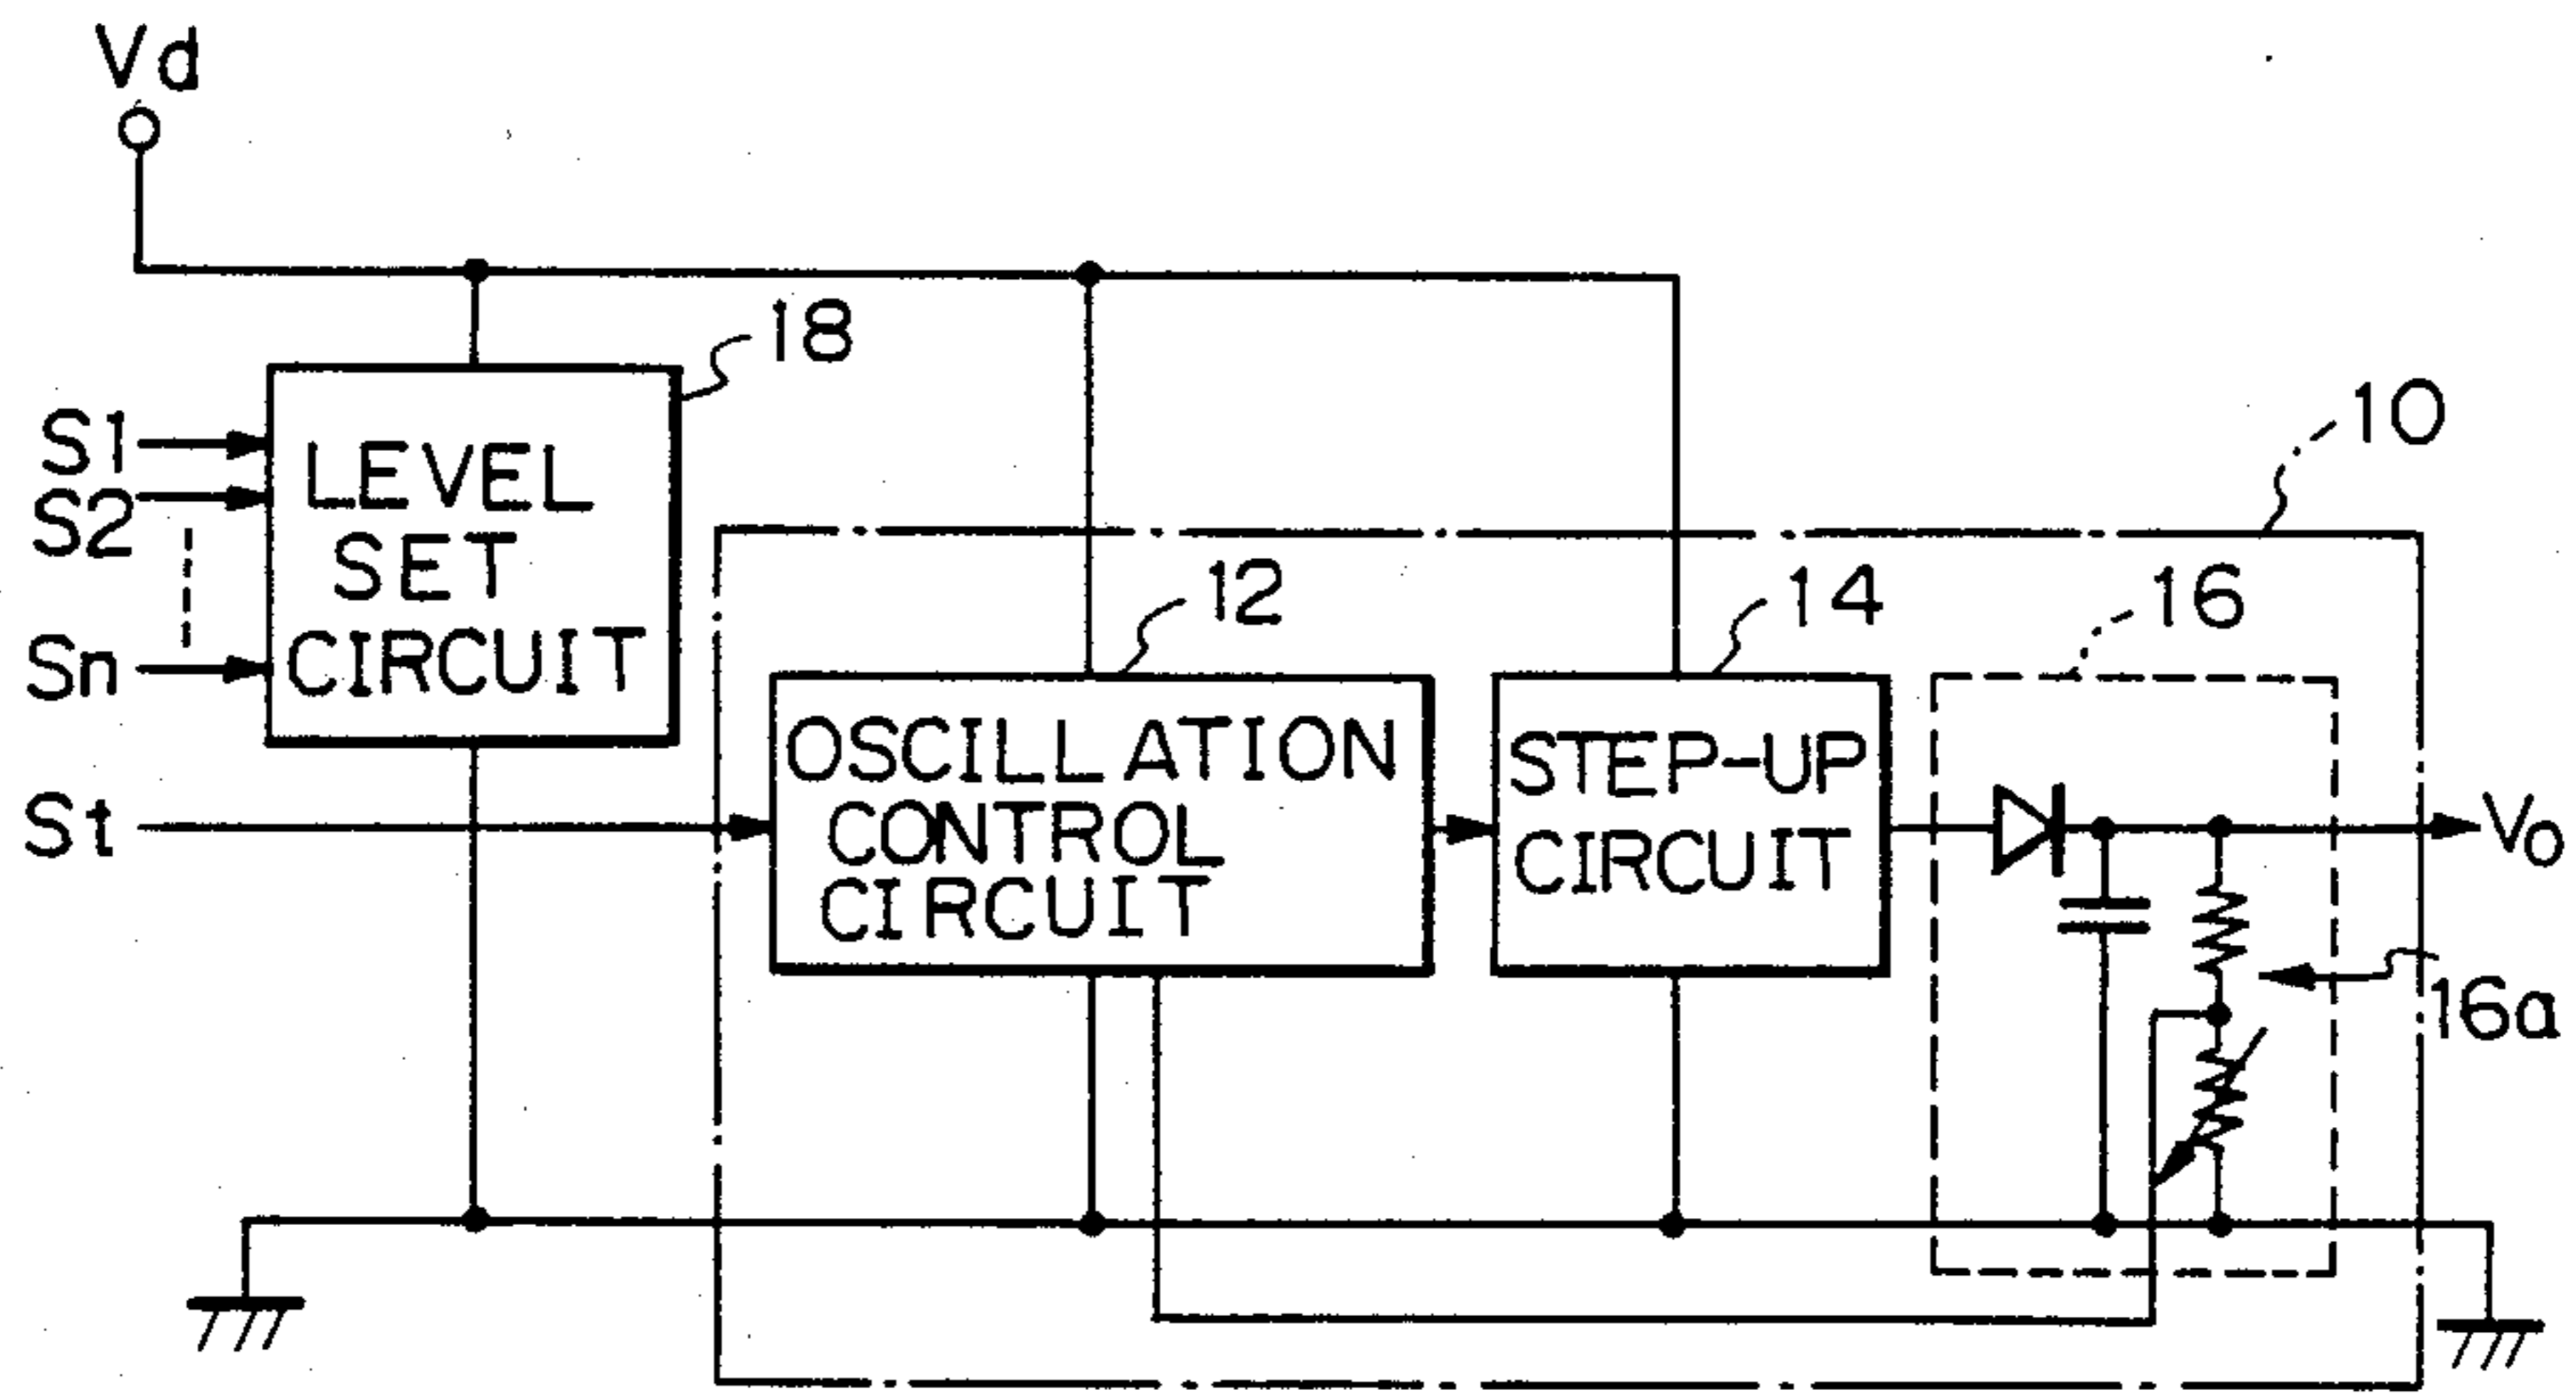 Vd
18
S1
S2
Sn
LEVEL
SET
CIRCUIT
10
12
14
16
St
OSCILLATION
CONTROL
CIRCUIT
STEP-UP
CIRCUIT
Vo
16a